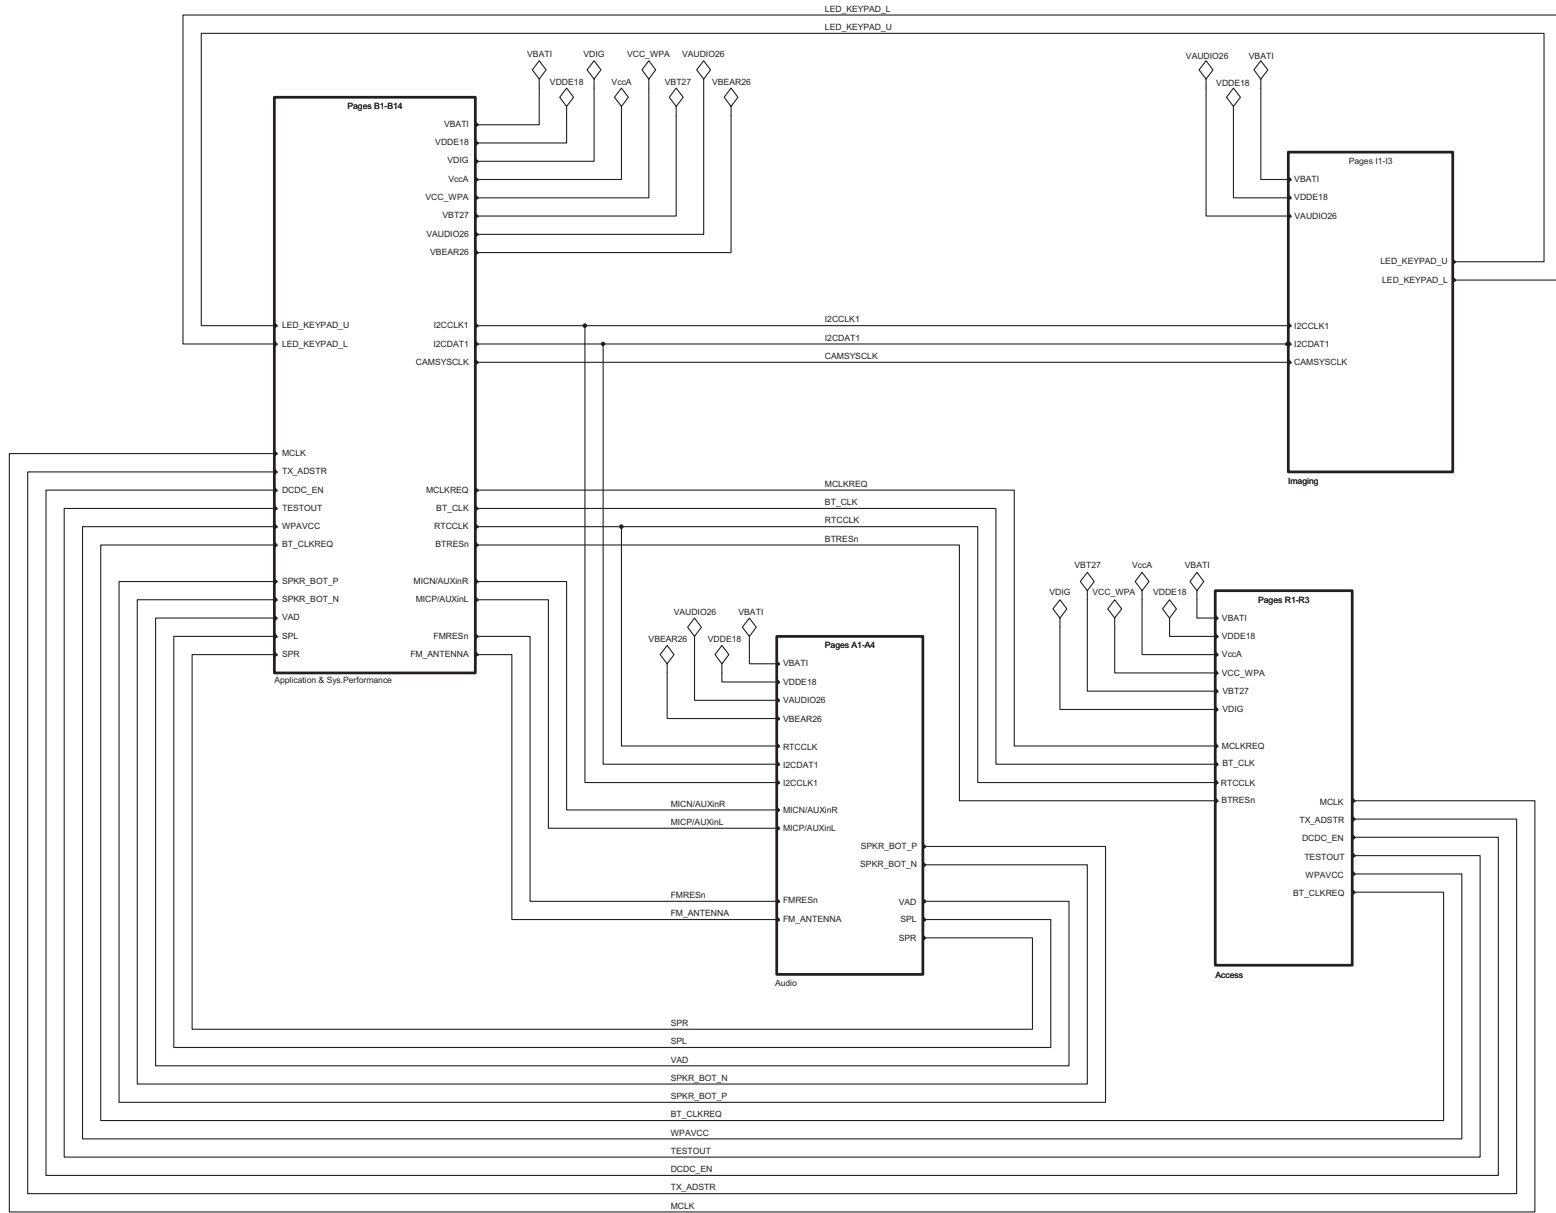 LED_KEYPAD_L
LED_KEYPAD_U
VBATI
VDIG
VCC_WPA
VAUDIO26
VDDE18
VccA
VBT27
VBEAR26
VAUDIO26
VBATI
VDDE18
Pages B1-B14
VBATI
VDDE18
VDIG
VccA
VCC_WPA
VBT27
VAUDIO26
VBEAR26
LED_KEYPAD_U
LED_KEYPAD_L
I2CCLK1
I2CDAT1
CAMSYSCLK
MCLK
TX_ADSTR
DCDC_EN
TESTOUT
WPAVCC
BT_CLKREQ
SPKR_BOT_P
SPKR_BOT_N
VAD
SPL
SPR
MCLKREQ
BT_CLK
RTCCLK
BTRESn
MICN/AUXinR
MICP/AUXinL
FMRESn
FM_ANTENNA
Application & Sys.Performance
I2CCLK1
I2CDAT1
CAMSYSCLK
Pages I1-I3
VBATI
VDDE18
VAUDIO26
LED_KEYPAD_U
LED_KEYPAD_L
I2CCLK1
I2CDAT1
CAMSYSCLK
Imaging
MCLKREQ
BT_CLK
RTCCLK
BTRESn
VAUDIO26
VBATI
VBEAR26
VDDE18
Pages A1-A4
VBATI
VDDE18
VAUDIO26
VBEAR26
RTCCLK
I2CDAT1
I2CCLK1
MICN/AUXinR
MICP/AUXinL
MICN/AUXinR
MICP/AUXinL
SPKR_BOT_P
SPKR_BOT_N
FMRESn
FM_ANTENNA
FMRESn
FM_ANTENNA
VAD
SPL
SPR
Audio
VBT27
VccA
VBATI
VDIG
VCC_WPA
VDDE18
Pages R1-R3
VBATI
VDDE18
VccA
VCC_WPA
VBT27
VDIG
MCLKREQ
BT_CLK
RTCCLK
BTRESn
MCLK
TX_ADSTR
DCDC_EN
TESTOUT
WPAVCC
BT_CLKREQ
Access
SPR
SPL
VAD
SPKR_BOT_N
SPKR_BOT_P
BT_CLKREQ
WPAVCC
TESTOUT
DCDC_EN
TX_ADSTR
MCLK